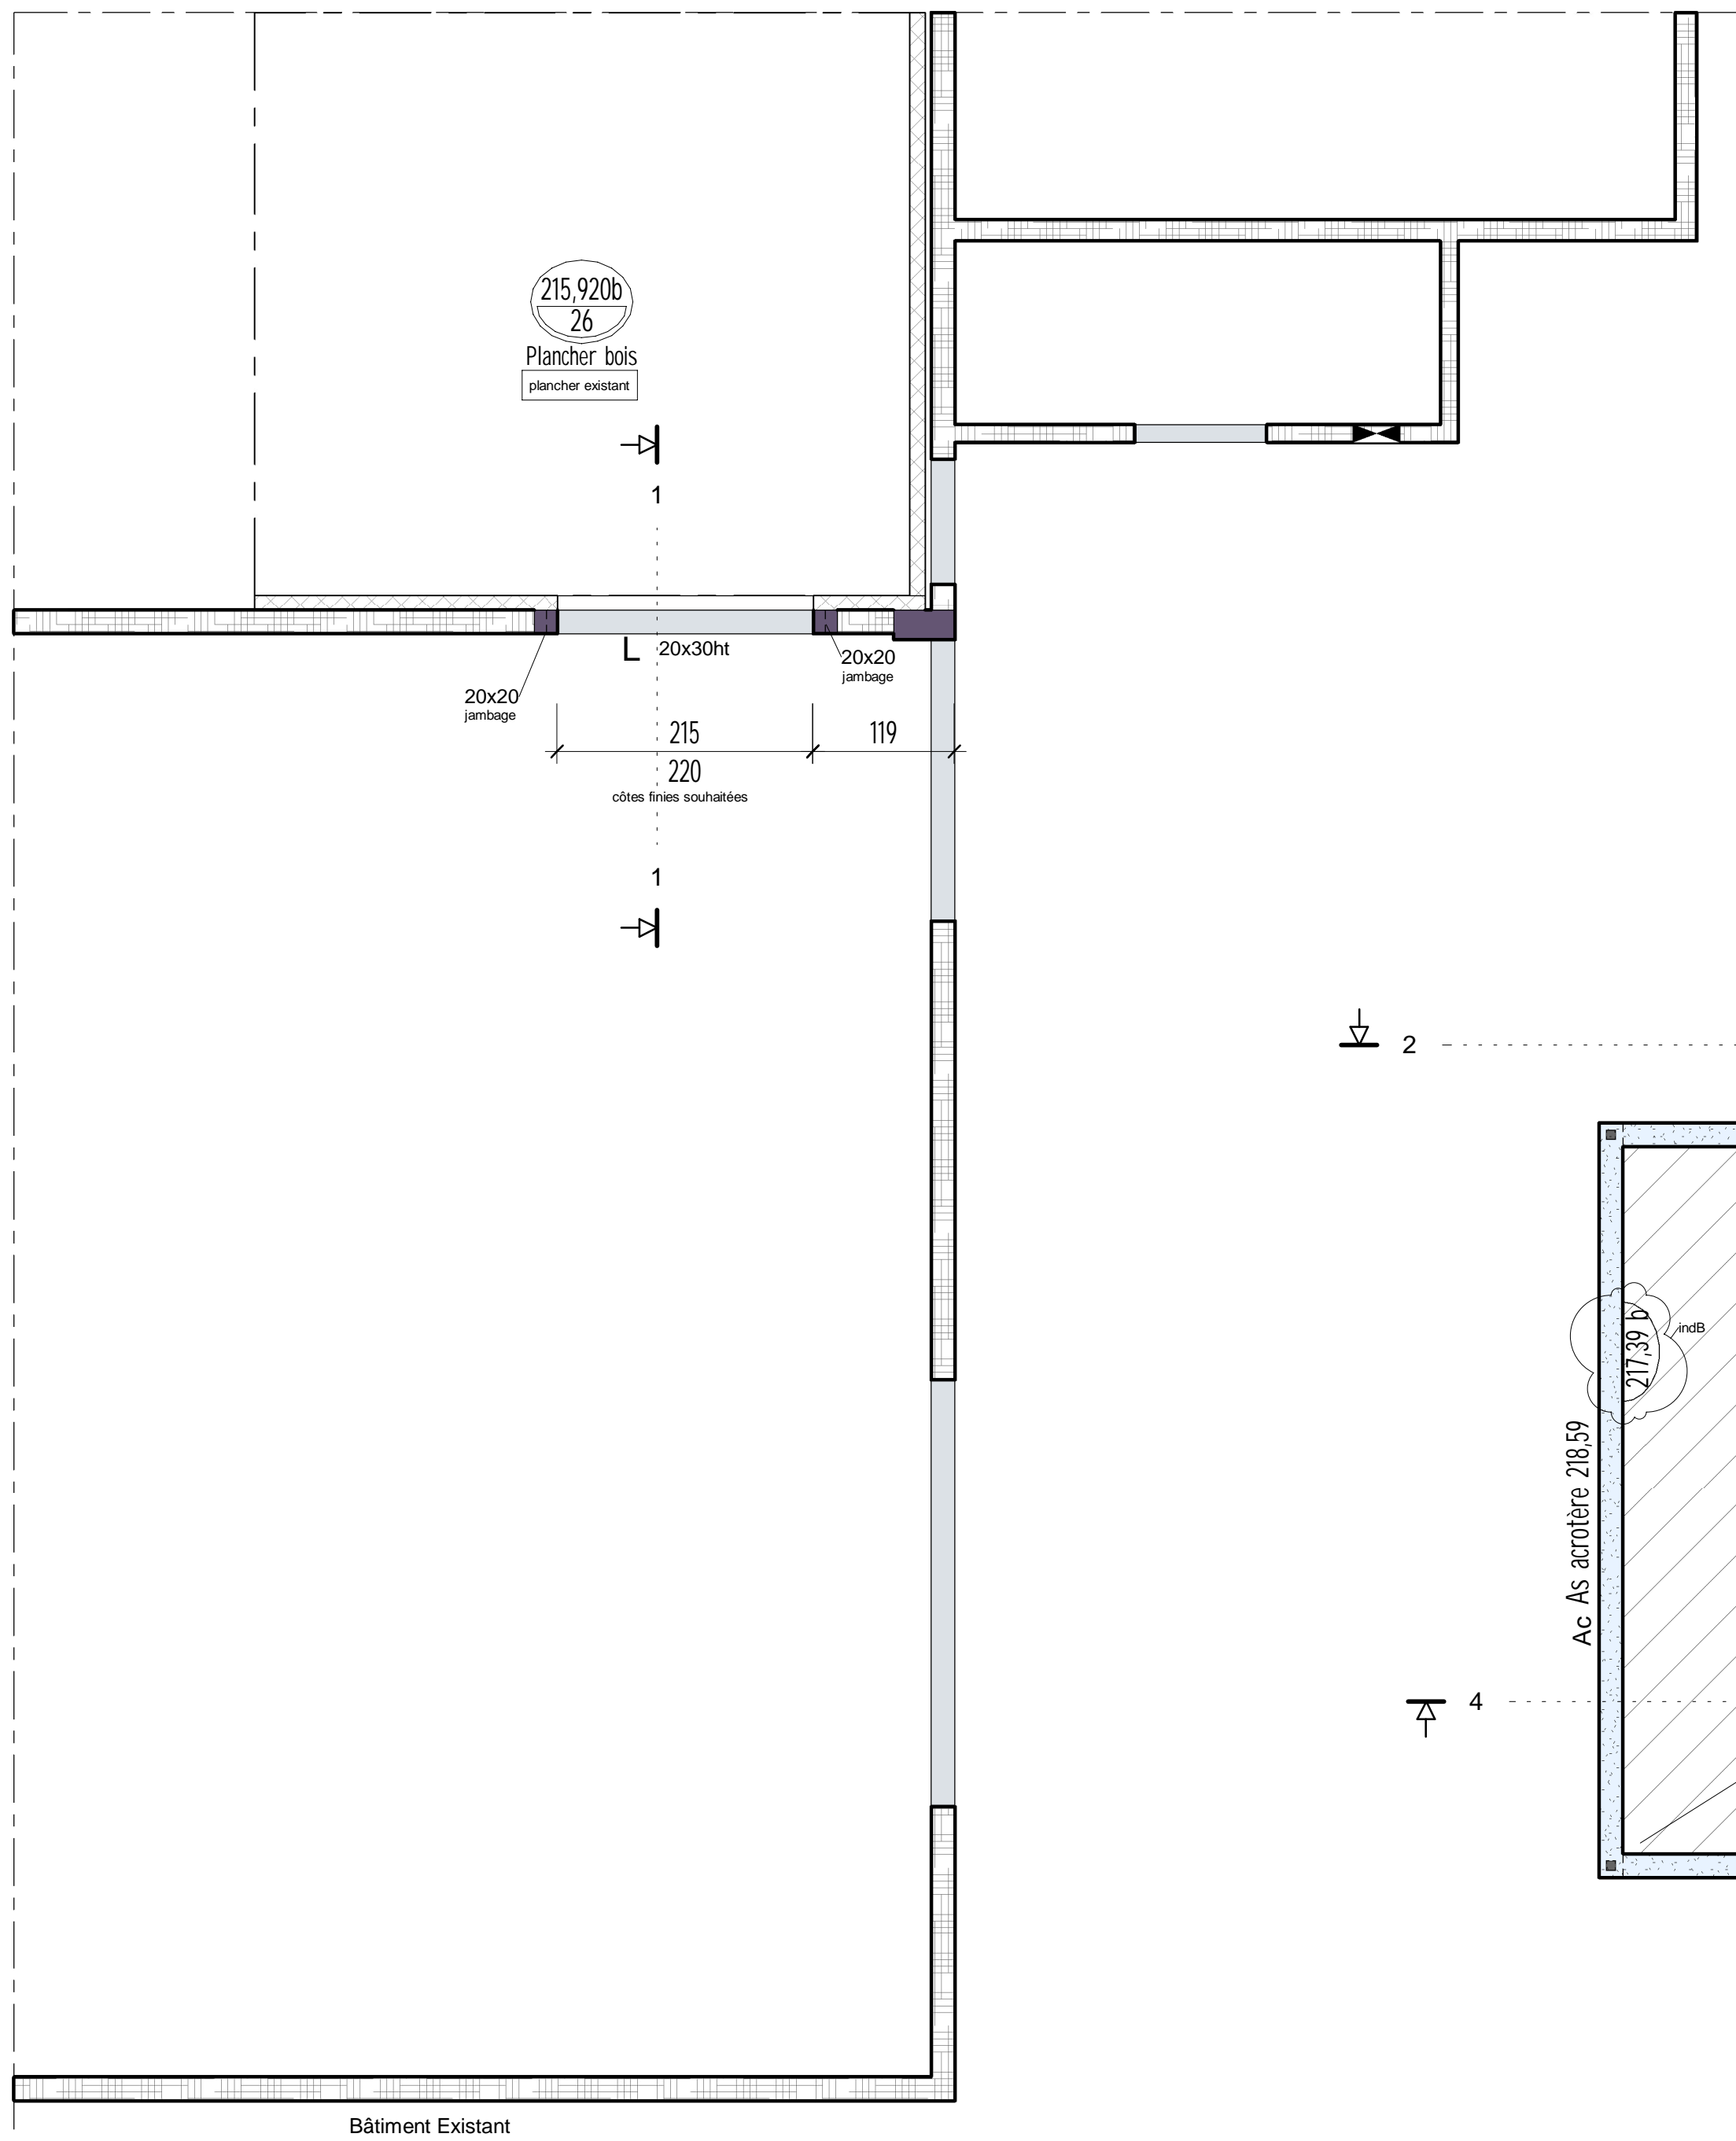 215,920b
26
Plancher bois
plancher existant
1
L 20x30ht
20x20
jambage
20x20
jambage
215
119
220
côtes finies souhaitées
1
2
217,39 b
indB
Ac As acrotère 218,59
4
Bâtiment Existant